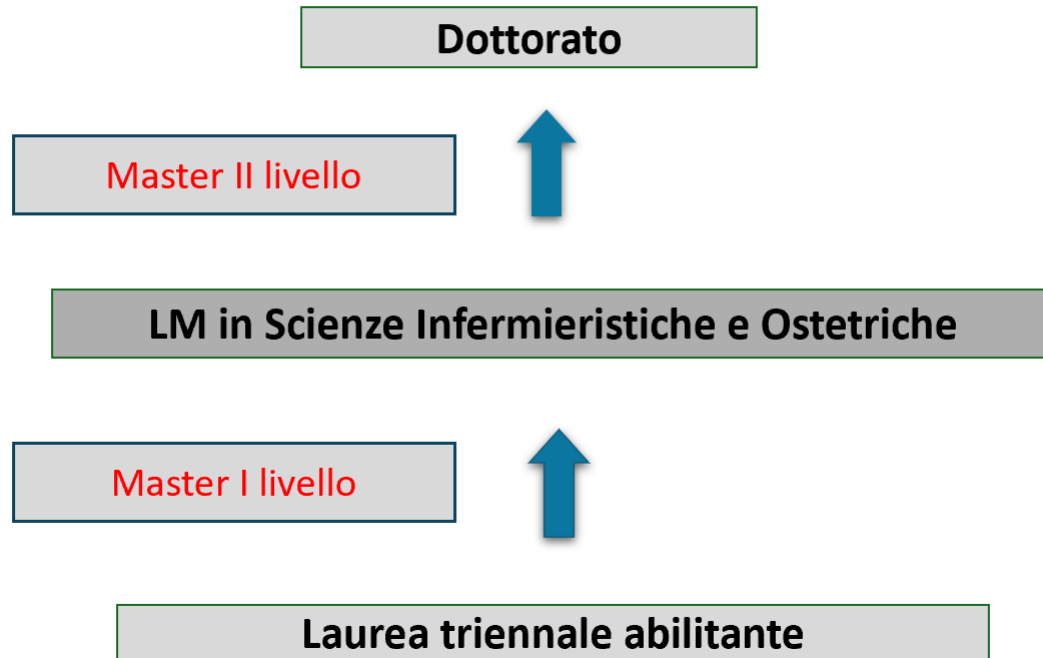 Dottorato
Master II livello
LM in Scienze Infermieristiche e Ostetriche
Master I livello
Laurea triennale abilitante